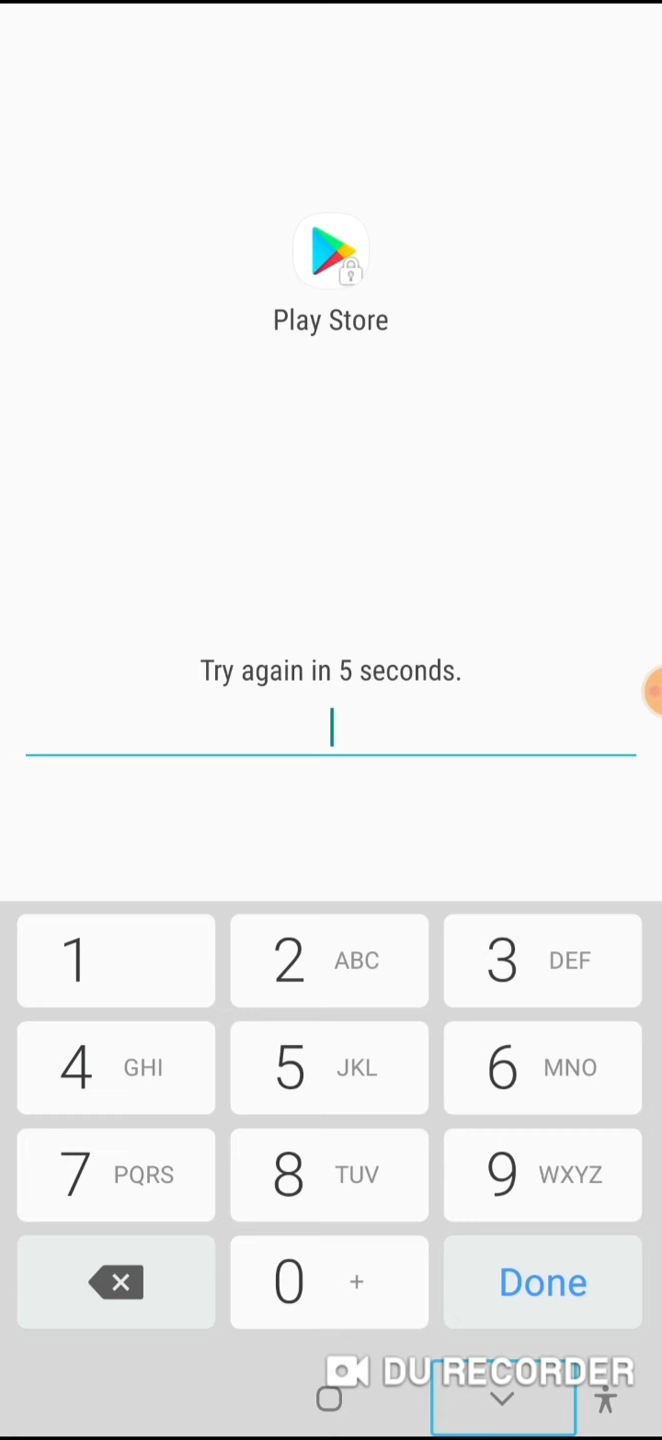 Play Store
Try again in 5 seconds.
1
2 ABC
3 DEF
4 GHI
5 JKL
6 MNO
7 PQRS
8 TUV
9 WXYZ
0 +
Done
DU RECORDER